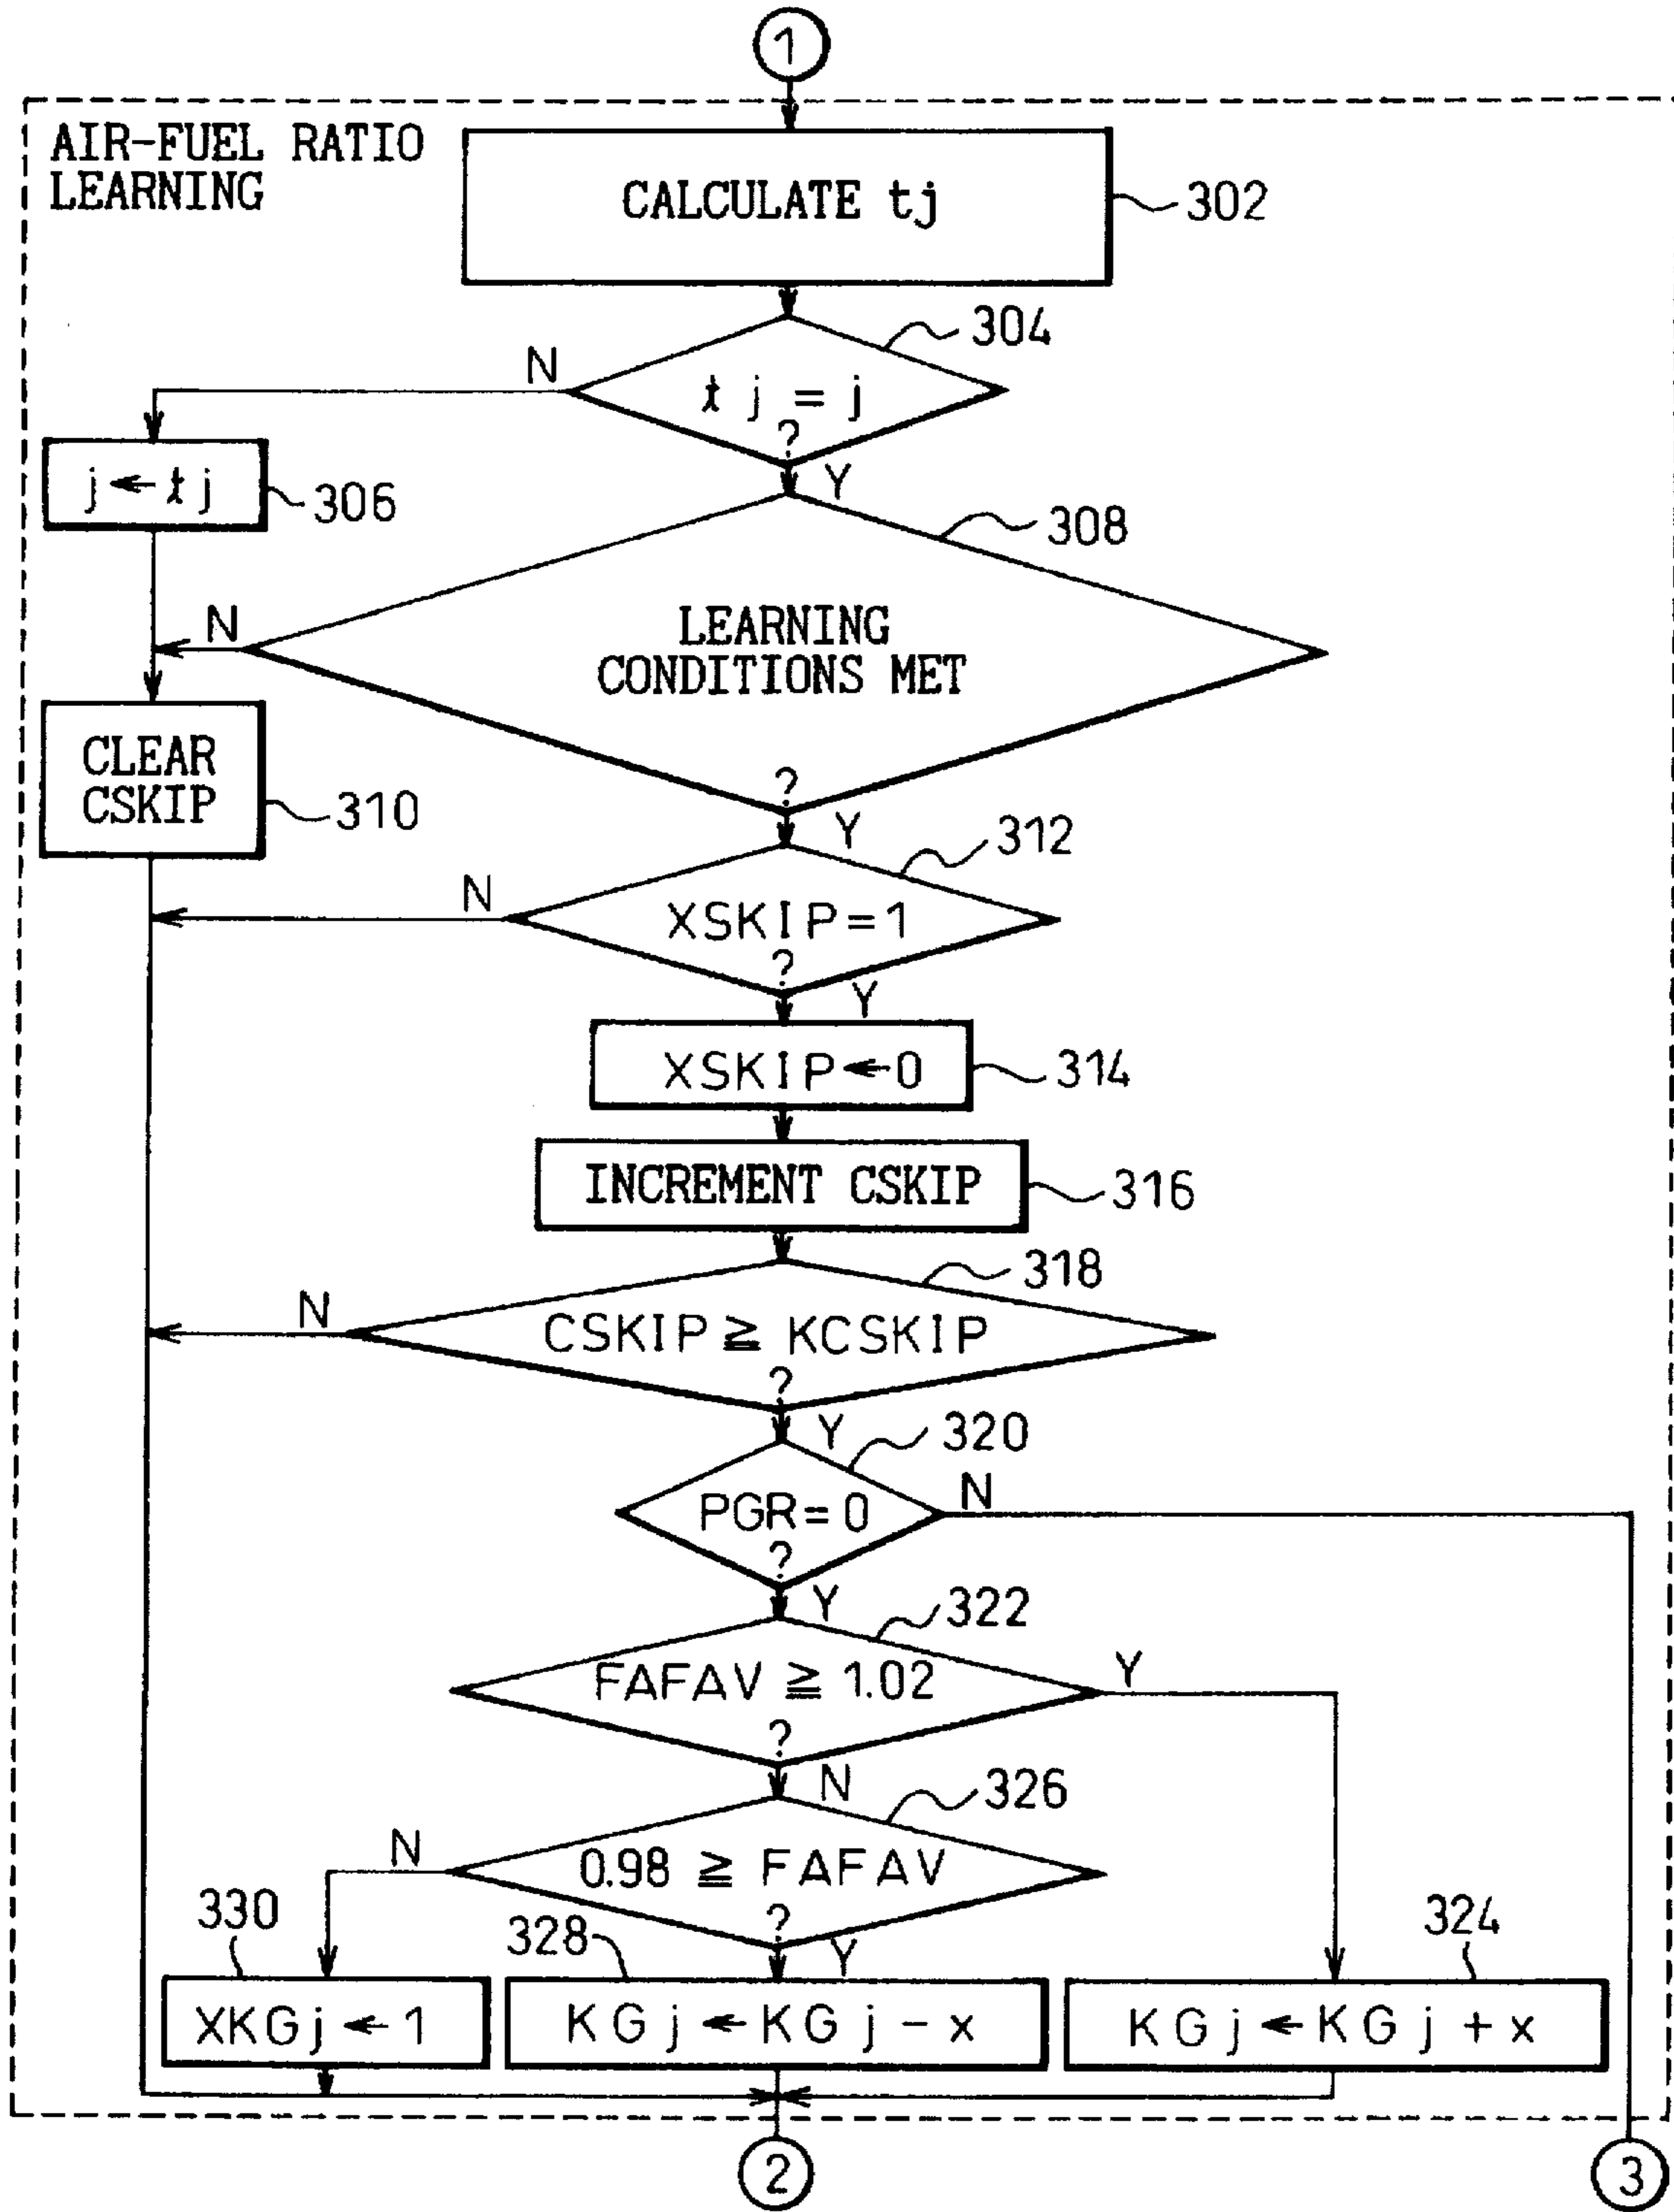 1
AIR-FUEL RATIO
LEARNING
CALCULATE tj
302
304
N
tj = j
?
Y
j ← tj
306
308
N
LEARNING
CONDITIONS MET
?
Y
CLEAR
CSKIP
310
312
N
XSKIP=1
?
Y
XSKIP←0
314
INCREMENT CSKIP
316
318
N
CSKIP ≧ KCSKIP
?
Y
320
PGR=0
N
?
Y
322
FAFAV ≧ 1.02
Y
?
N
326
N
0.98 ≧ FAFAV
?
Y
330
328
324
XKGj←1
KGj←KGj-x
KGj←KGj+x
2
3